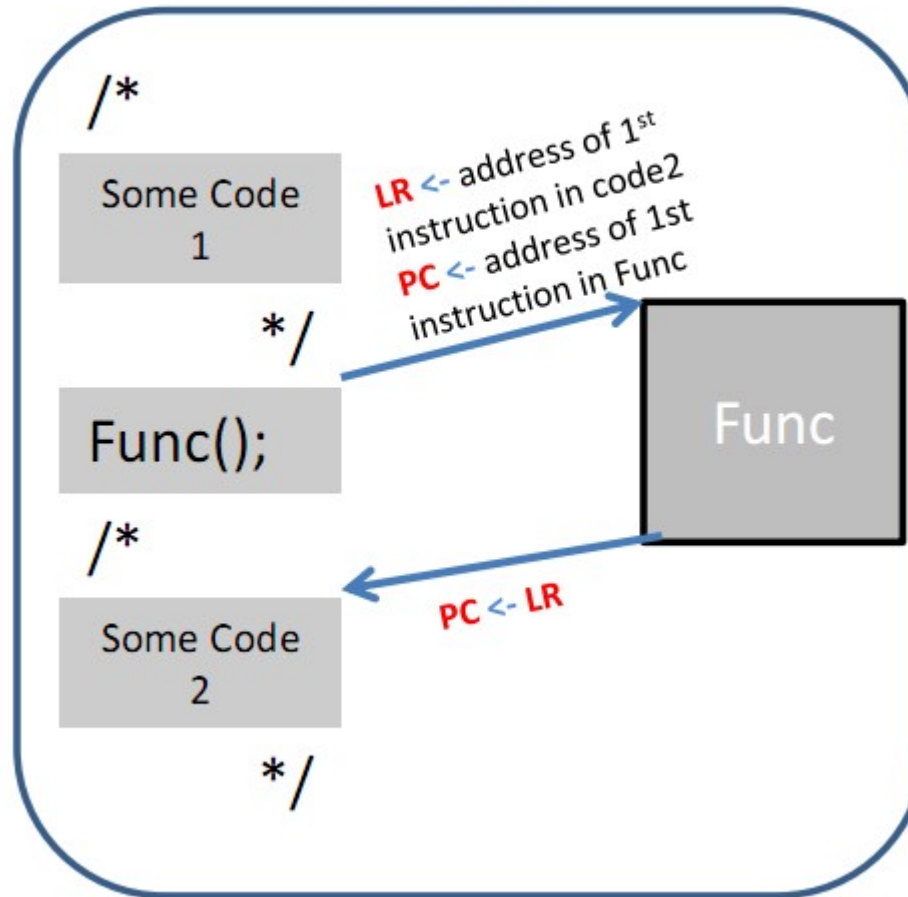 /*
Some Code
1
*/
LR <- address of 1st
instruction in code2
PC <- address of 1st
instruction in Func
Func();
Func
/*
PC <- LR
Some Code
2
*/